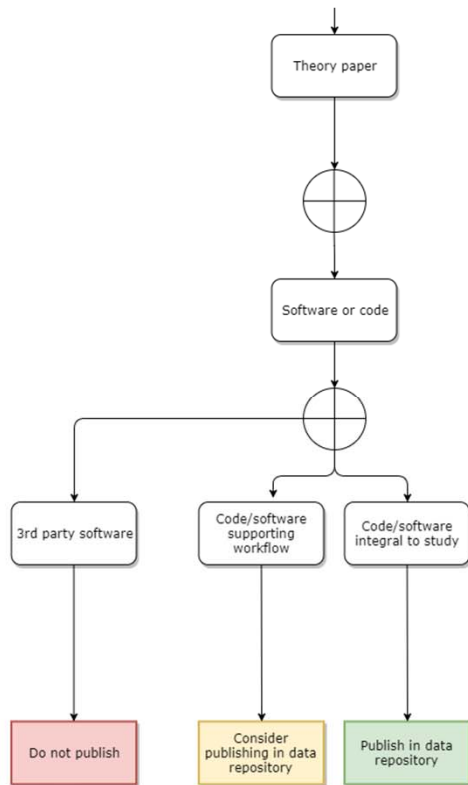 Theory paper
Software or code
3rd party software
Code/software
supporting
workflow
Code/software
integral to study
Do not publish
Consider
publishing in data
repository
Publish in data
repository